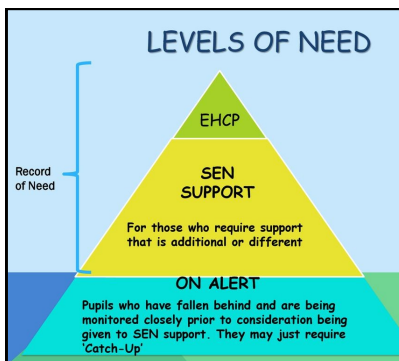 LEVELS OF NEED
EHCP
Record
of Need
SEN
SUPPORT
For those who require support
that is additional or different
ON ALERT
Pupils who have fallen behind and are being
monitored closely prior to consideration being
given to SEN support. They may just require
'Catch-Up'